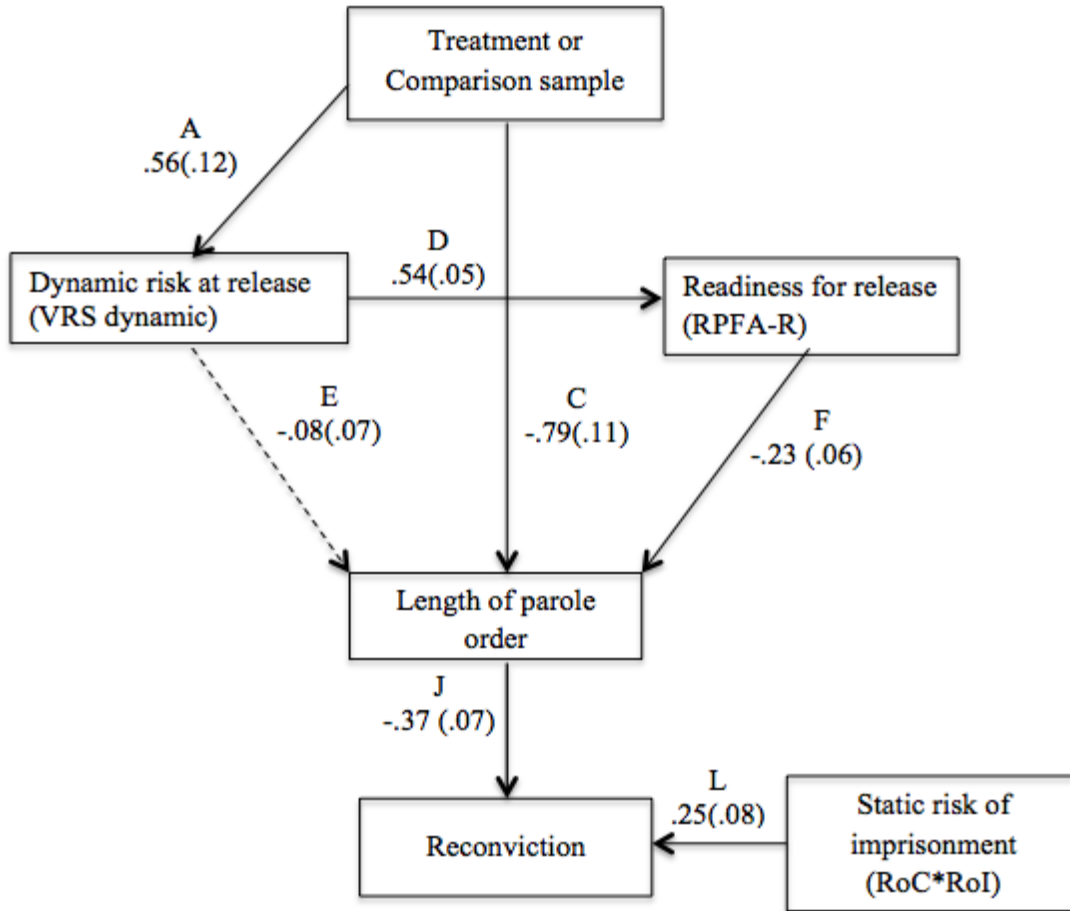 Treatment or
Comparison sample
A
.56(.12)
D
.54(.05)
Dynamic risk at release
(VRS dynamic)
Readiness for release
(RPFA-R)
E
-.08(.07)
C
-.79(.11)
F
-.23 (.06)
Length of parole
order
J
-.37 (.07)
L
.25(.08)
Reconviction
Static risk of
imprisonment
(RoC*RoI)